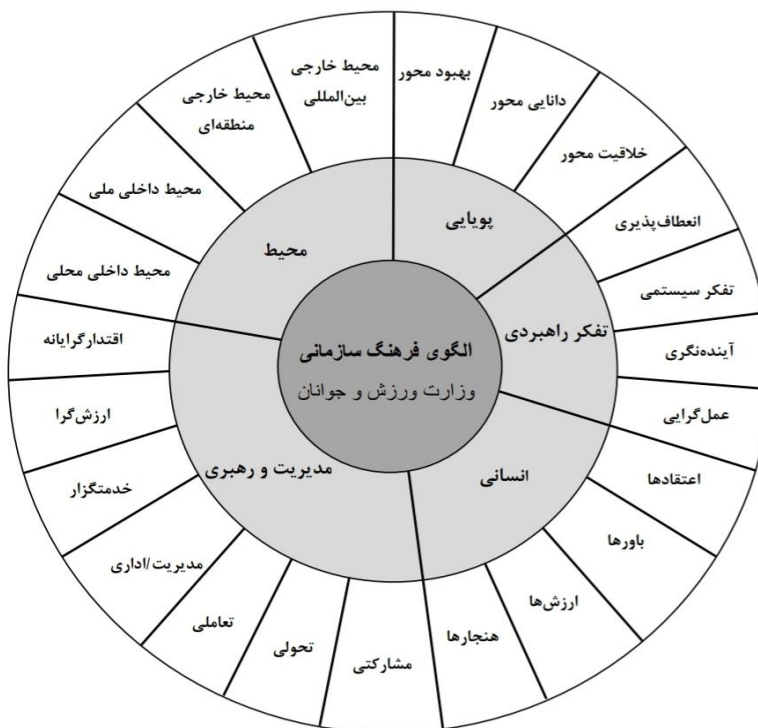 الگوی فرهنگ سازمانی
وزارت ورزش و جوانان
پویایی
تفکر راهبردی
انسانی
مدیریت و رهبری
محیط
بهبود محور
دانایی محور
خلاقیت محور
انعطاف‌پذیری
تفکر سیستمی
آینده‌نگری
عمل‌گرایی
اعتقادها
باورها
ارزش‌ها
هنجارها
مشارکتی
تحولی
تعاملی
مدیریت/اداری
خدمتگزار
ارزش‌گرا
اقتدارگرایانه
محیط داخلی محلی
محیط داخلی ملی
محیط خارجی
منطقه‌ای
محیط خارجی
بین‌المللی